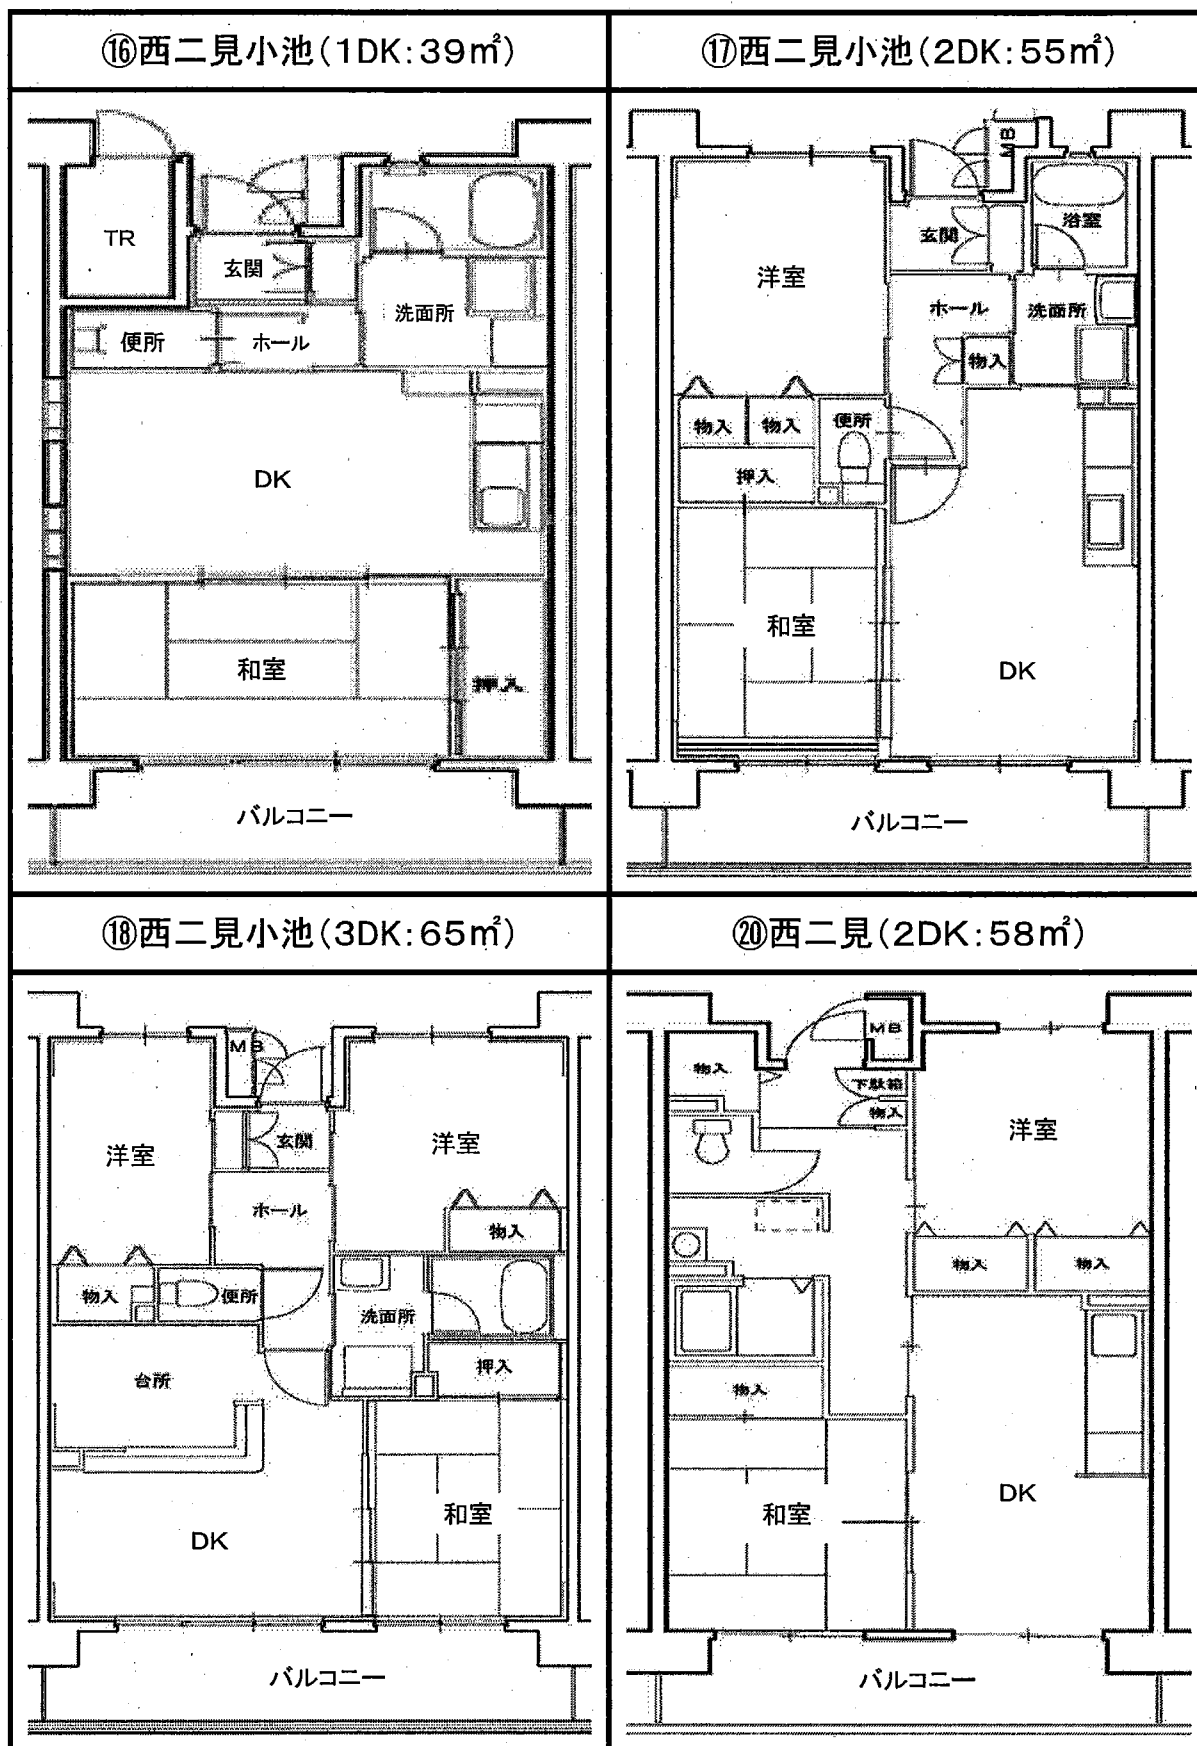 ⑯西二見小池(1DK:39㎡)
TR
玄関
洗面所
便所
ホール
DK
和室
押入
バルコニー
⑰西二見小池(2DK:55㎡)
MB
浴室
玄関
洋室
ホール
洗面所
物入
物入
物入
便所
押入
和室
DK
バルコニー
⑱西二見小池(3DK:65㎡)
MB
玄関
洋室
洋室
ホール
物入
物入
便所
洗面所
押入
台所
和室
DK
バルコニー
⑳西二見(2DK:58㎡)
MB
物入
下駄箱
物入
洋室
物入
物入
物入
DK
和室
バルコニー